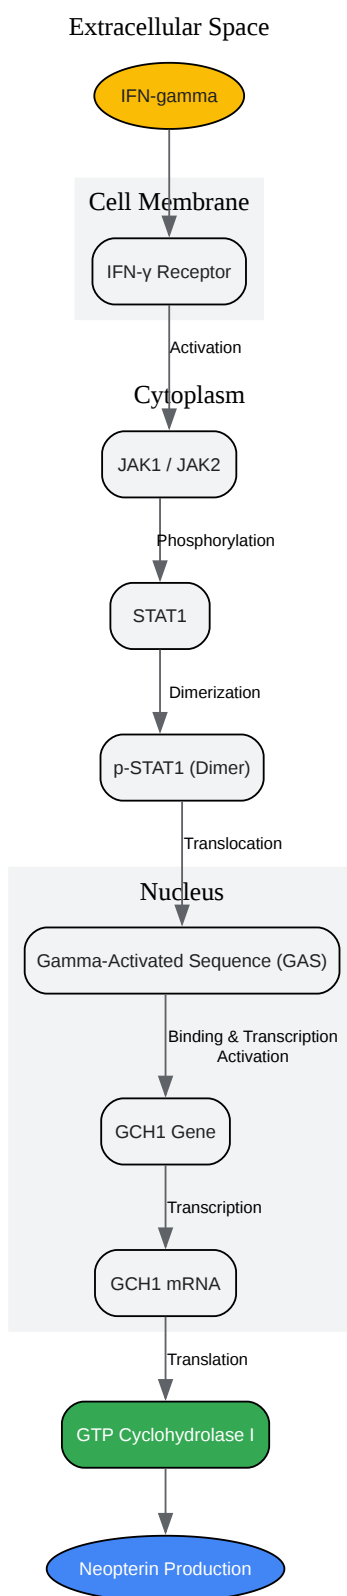 Extracellular Space
IFN-gamma
Cell Membrane
IFN-γ Receptor
Activation
Cytoplasm
JAK1 / JAK2
Phosphorylation
STAT1
Dimerization
p-STAT1 (Dimer)
Translocation
Nucleus
Gamma-Activated Sequence (GAS)
Binding & Transcription
Activation
GCH1 Gene
Transcription
GCH1 mRNA
Translation
GTP Cyclohydrolase I
Neopterin Production